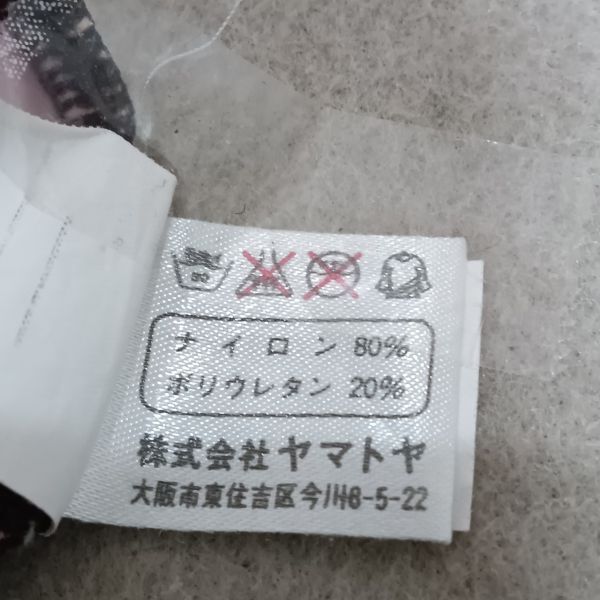 ナイロン 80%
ポリウレタン 20%
株式会社ヤマトヤ
大阪市東住吉区今川8-5-22